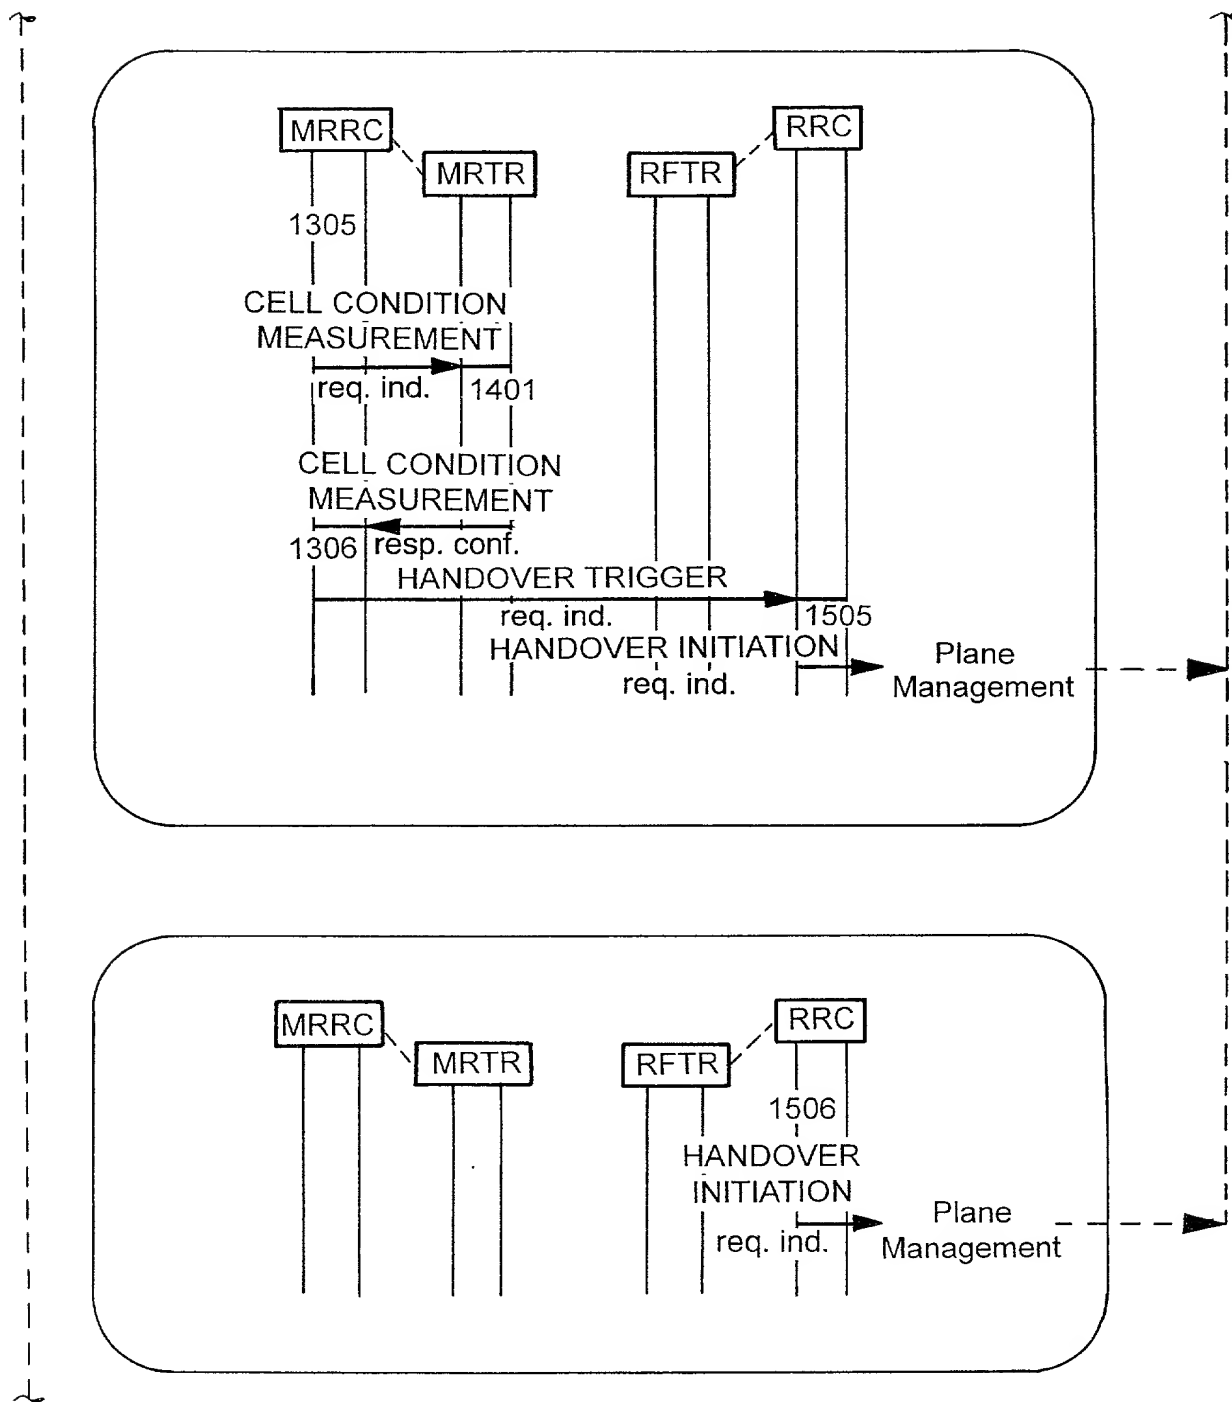 MRRC
RRC
MRTR
RFTR
1305
CELL CONDITION
MEASUREMENT
req. ind.
1401
CELL CONDITION
MEASUREMENT
1306
resp. conf.
HANDOVER TRIGGER
req. ind.
1505
HANDOVER INITIATION
req. ind.
Plane
Management
MRRC
RRC
MRTR
RFTR
1506
HANDOVER
INITIATION
req. ind.
Plane
Management